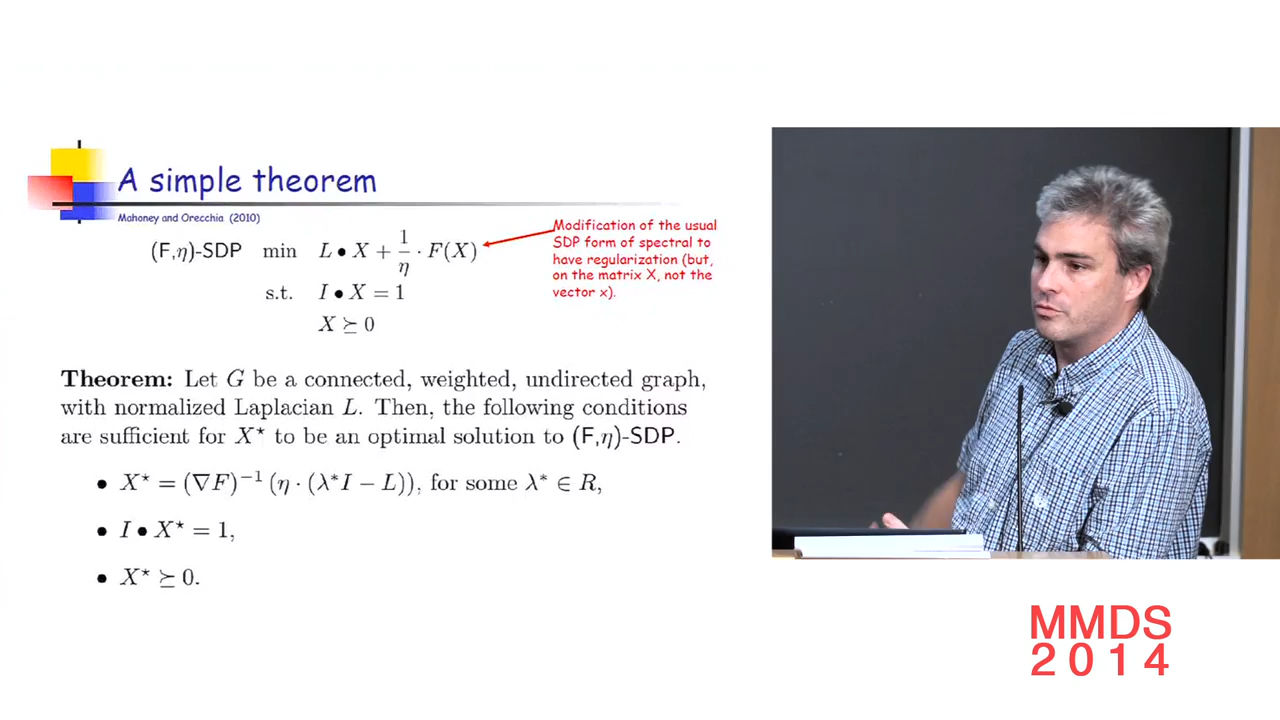 A simple theorem
Mahoney and Orecchia (2010)
(F,η)-SDP min L • X + 1/η · F(X)
s.t. I • X = 1
X ⪰ 0
Modification of the usual
SDP form of spectral to
have regularization (but,
on the matrix X, not the
vector x).
Theorem: Let G be a connected, weighted, undirected graph,
with normalized Laplacian L. Then, the following conditions
are sufficient for X⋆ to be an optimal solution to (F,η)-SDP.
• X⋆ = (∇F)⁻¹ (η · (λ*I − L)), for some λ* ∈ R,
• I • X⋆ = 1,
• X⋆ ⪰ 0.
MMDS
2014